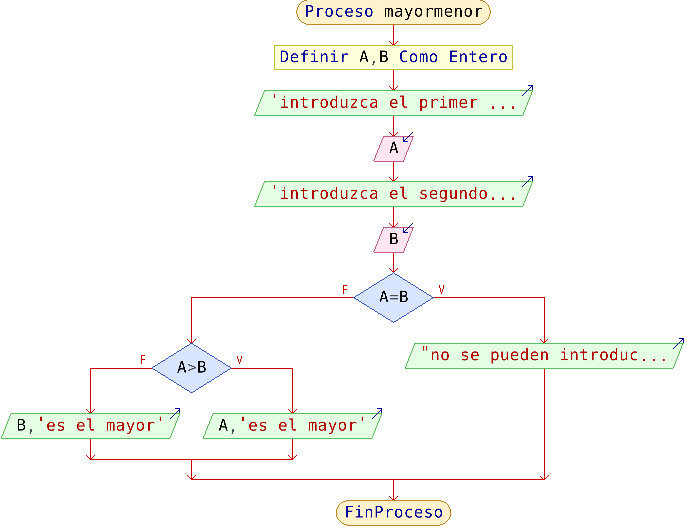 Proceso mayormenor
Definir A,B Como Entero
'introduzca el primer ...
A
'introduzca el segundo...
B
F
A=B
V
F
A>B
V
"no se pueden introduc...
B,'es el mayor'
A,'es el mayor'
FinProceso